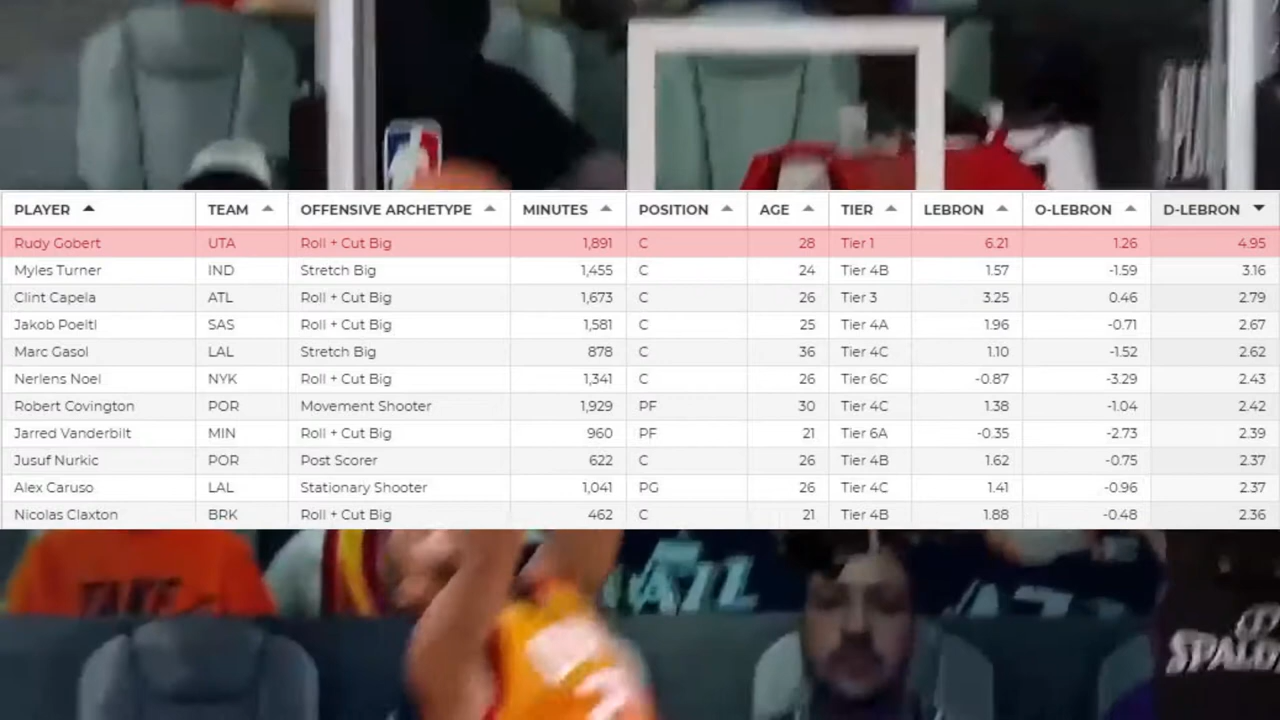 PLAYER TEAM OFFENSIVE ARCHETYPE MINUTES POSITION AGE TIER LEBRON O-LEBRON D-LEBRON
Rudy Gobert UTA Roll + Cut Big 1,891 C 28 Tier 1 6.21 1.26 4.95
Myles Turner IND Stretch Big 1,455 C 24 Tier 4B 1.57 -1.59 3.16
Clint Capela ATL Roll + Cut Big 1,673 C 26 Tier 3 3.25 0.46 2.79
Jakob Poeltl SAS Roll + Cut Big 1,581 C 25 Tier 4A 1.96 -0.71 2.67
Marc Gasol LAL Stretch Big 878 C 36 Tier 4C 1.10 -1.52 2.62
Nerlens Noel NYK Roll + Cut Big 1,341 C 26 Tier 6C -0.87 -3.29 2.43
Robert Covington POR Movement Shooter 1,929 PF 30 Tier 4C 1.38 -1.04 2.42
Jarred Vanderbilt MIN Roll + Cut Big 960 PF 21 Tier 6A -0.35 -2.73 2.39
Jusuf Nurkic POR Post Scorer 622 C 26 Tier 4B 1.62 -0.75 2.37
Alex Caruso LAL Stationary Shooter 1,041 PG 26 Tier 4C 1.41 -0.96 2.37
Nicolas Claxton BRK Roll + Cut Big 462 C 21 Tier 4B 1.88 -0.48 2.36
TAKE